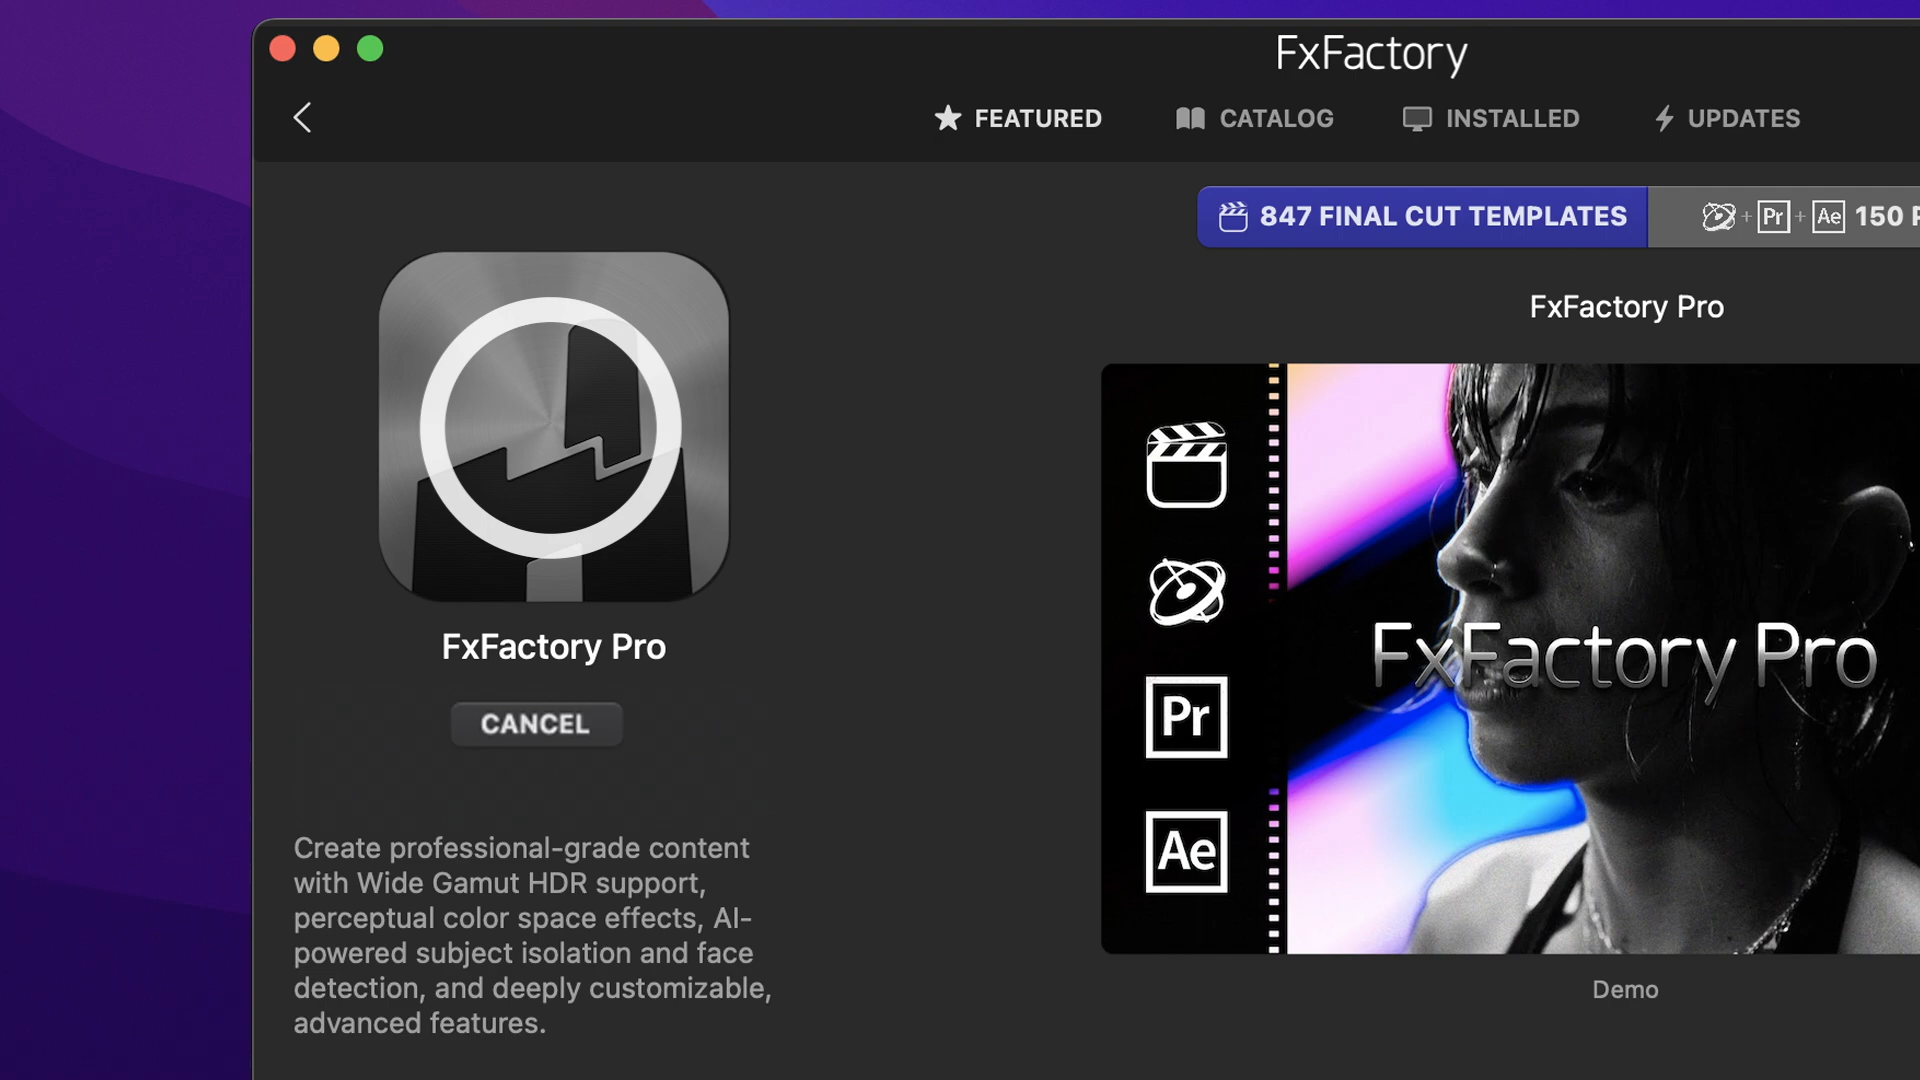 FxFactory
FEATURED
CATALOG
INSTALLED
UPDATES
847 FINAL CUT TEMPLATES
+ Pr + Ae 150
FxFactory Pro
FxFactory Pro
CANCEL
Create professional-grade content
with Wide Gamut HDR support,
perceptual color space effects, AI-
powered subject isolation and face
detection, and deeply customizable,
advanced features.
Pr
Ae
FxFactory Pro
Demo